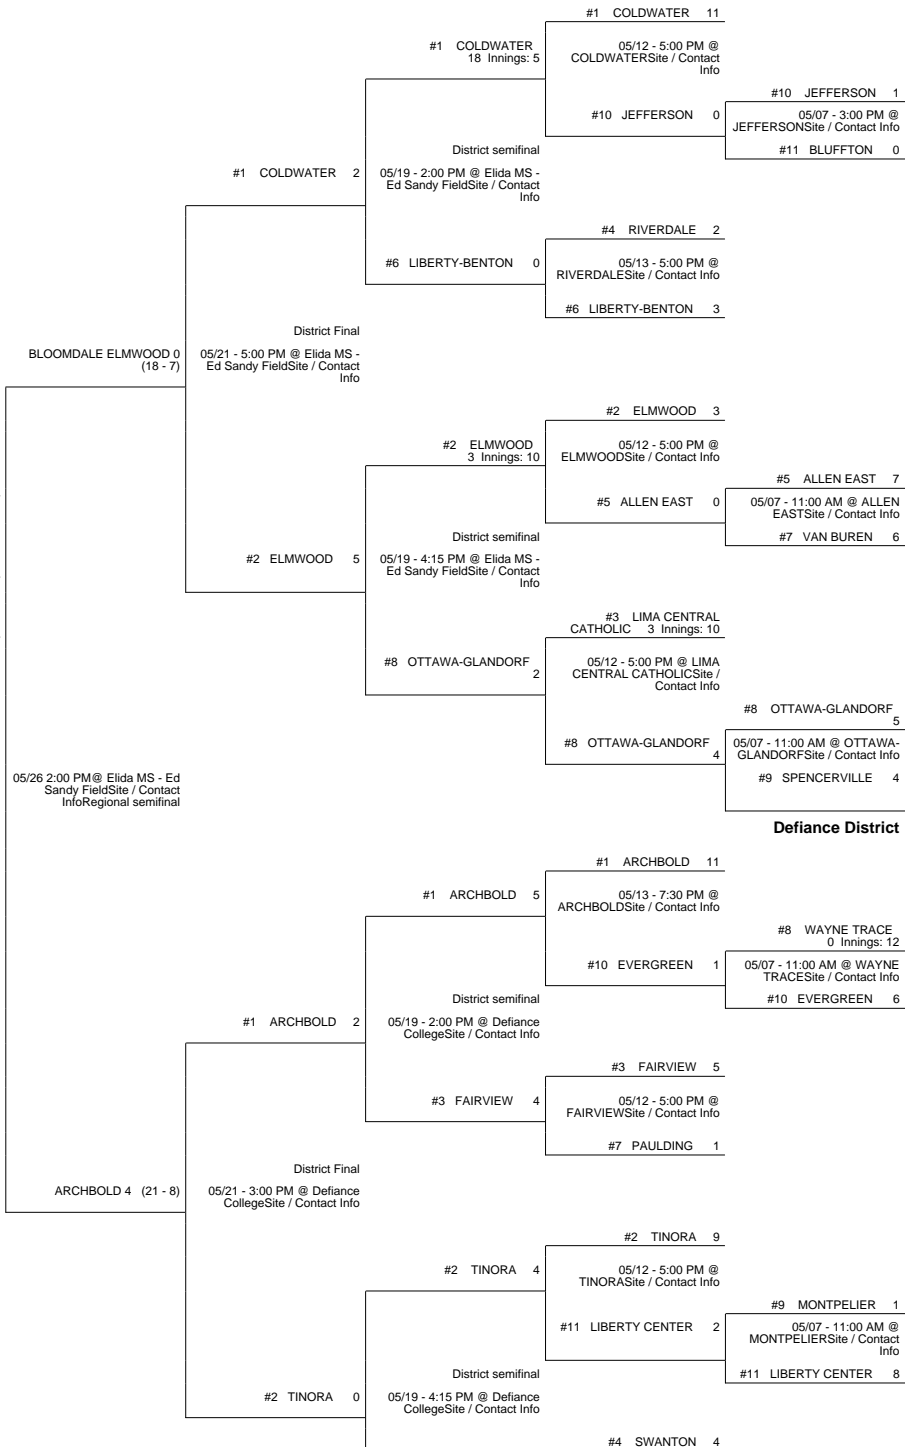 #1 COLDWATER 11
#1 COLDWATER
18 Innings: 5
05/12 - 5:00 PM @
COLDWATERSite / Contact
Info
#10 JEFFERSON 1
#10 JEFFERSON 0
05/07 - 3:00 PM @
JEFFERSONSite / Contact Info
#11 BLUFFTON 0
District semifinal
#1 COLDWATER 2
05/19 - 2:00 PM @ Elida MS -
Ed Sandy FieldSite / Contact
Info
#4 RIVERDALE 2
#6 LIBERTY-BENTON 0
05/13 - 5:00 PM @
RIVERDALESite / Contact Info
#6 LIBERTY-BENTON 3
District Final
BLOOMDALE ELMWOOD 0
(18 - 7)
05/21 - 5:00 PM @ Elida MS -
Ed Sandy FieldSite / Contact
Info
#2 ELMWOOD 3
#2 ELMWOOD
3 Innings: 10
05/12 - 5:00 PM @
ELMWOODSite / Contact Info
#5 ALLEN EAST 7
#5 ALLEN EAST 0
05/07 - 11:00 AM @ ALLEN
EASTSite / Contact Info
#7 VAN BUREN 6
District semifinal
#2 ELMWOOD 5
05/19 - 4:15 PM @ Elida MS -
Ed Sandy FieldSite / Contact
Info
#3 LIMA CENTRAL
CATHOLIC 3 Innings: 10
#8 OTTAWA-GLANDORF
2
05/12 - 5:00 PM @ LIMA
CENTRAL CATHOLICSite /
Contact Info
#8 OTTAWA-GLANDORF
5
#8 OTTAWA-GLANDORF
4
05/07 - 11:00 AM @ OTTAWA-
GLANDORFSite / Contact Info
#9 SPENCERVILLE 4
05/26 2:00 PM@ Elida MS - Ed
Sandy FieldSite / Contact
InfoRegional semifinal
Defiance District
#1 ARCHBOLD 11
#1 ARCHBOLD 5
05/13 - 7:30 PM @
ARCHBOLDSite / Contact Info
#8 WAYNE TRACE
0 Innings: 12
#10 EVERGREEN 1
05/07 - 11:00 AM @ WAYNE
TRACESite / Contact Info
#10 EVERGREEN 6
District semifinal
#1 ARCHBOLD 2
05/19 - 2:00 PM @ Defiance
CollegeSite / Contact Info
#3 FAIRVIEW 5
#3 FAIRVIEW 4
05/12 - 5:00 PM @
FAIRVIEWSite / Contact Info
#7 PAULDING 1
District Final
ARCHBOLD 4 (21 - 8)
05/21 - 3:00 PM @ Defiance
CollegeSite / Contact Info
#2 TINORA 9
#2 TINORA 4
05/12 - 5:00 PM @
TINORASite / Contact Info
#9 MONTPELIER 1
#11 LIBERTY CENTER 2
05/07 - 11:00 AM @
MONTPELIERSite / Contact
Info
#11 LIBERTY CENTER 8
District semifinal
#2 TINORA 0
05/19 - 4:15 PM @ Defiance
CollegeSite / Contact Info
#4 SWANTON 4